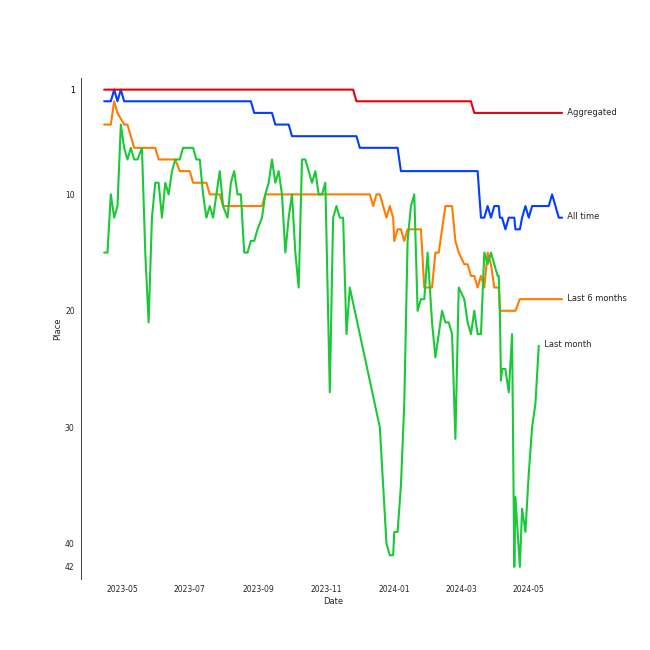 1
Aggregated
10
All time
Last 6 months
20
Place
Last month
30
40
42
2023-05 2023-07 2023-09 2023-11 2024-01 2024-03 2024-05
Date